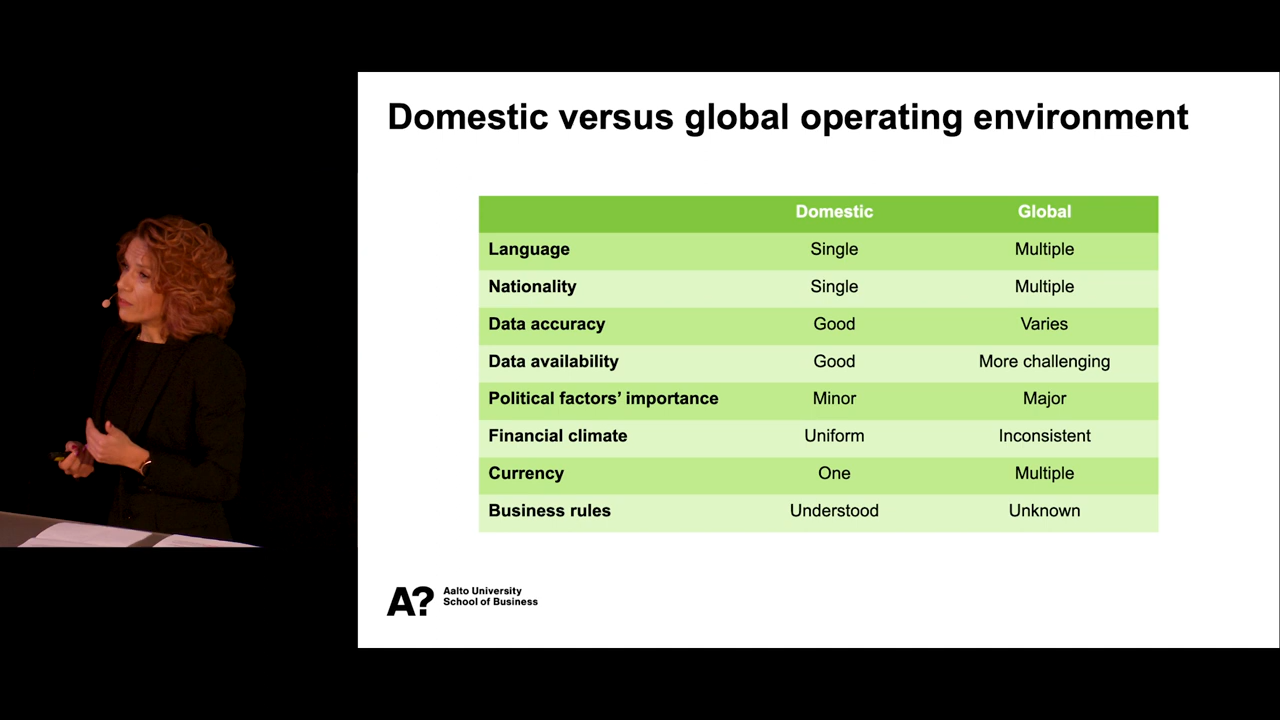 Domestic versus global operating environment
Domestic Global
Language Single Multiple
Nationality Single Multiple
Data accuracy Good Varies
Data availability Good More challenging
Political factors’ importance Minor Major
Financial climate Uniform Inconsistent
Currency One Multiple
Business rules Understood Unknown
A? Aalto University
School of Business